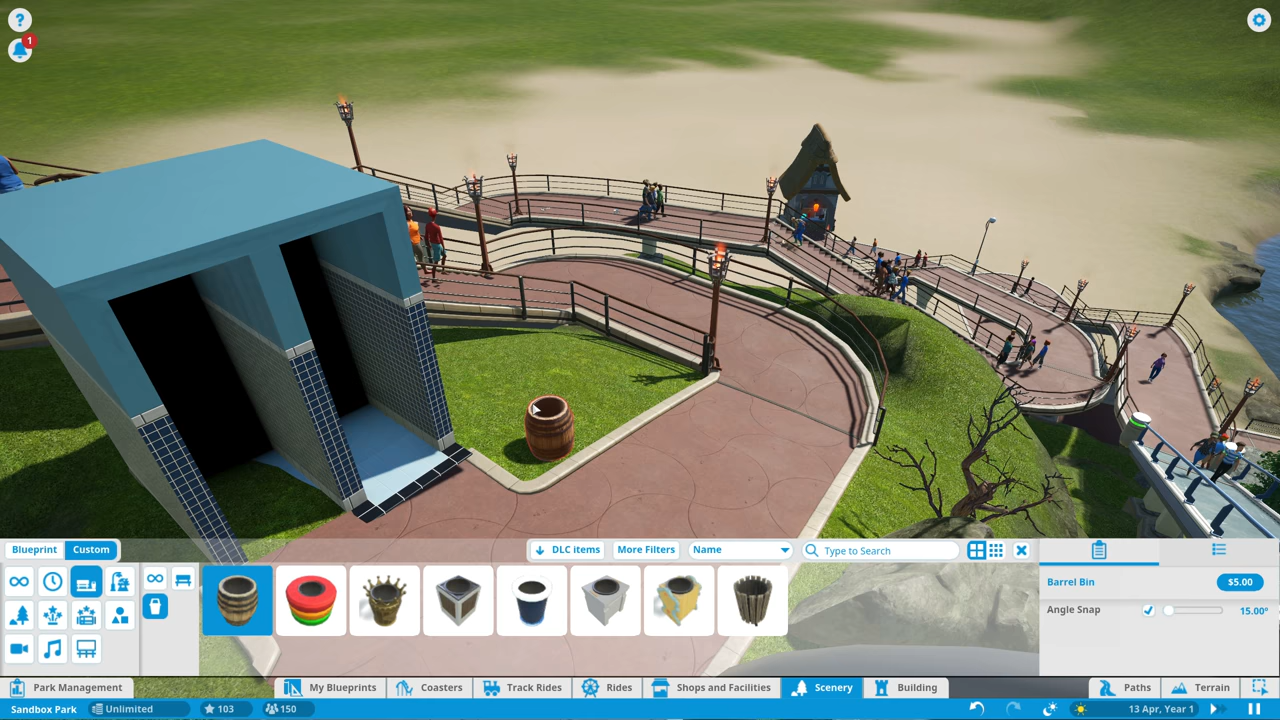 ?
1
Blueprint
Custom
DLC items
More Filters
Name
Type to Search
Barrel Bin
$5.00
Angle Snap
15.00°
Park Management
My Blueprints
Coasters
Track Rides
Rides
Shops and Facilities
Scenery
Building
Paths
Terrain
Sandbox Park
Unlimited
103
150
13 Apr, Year 1